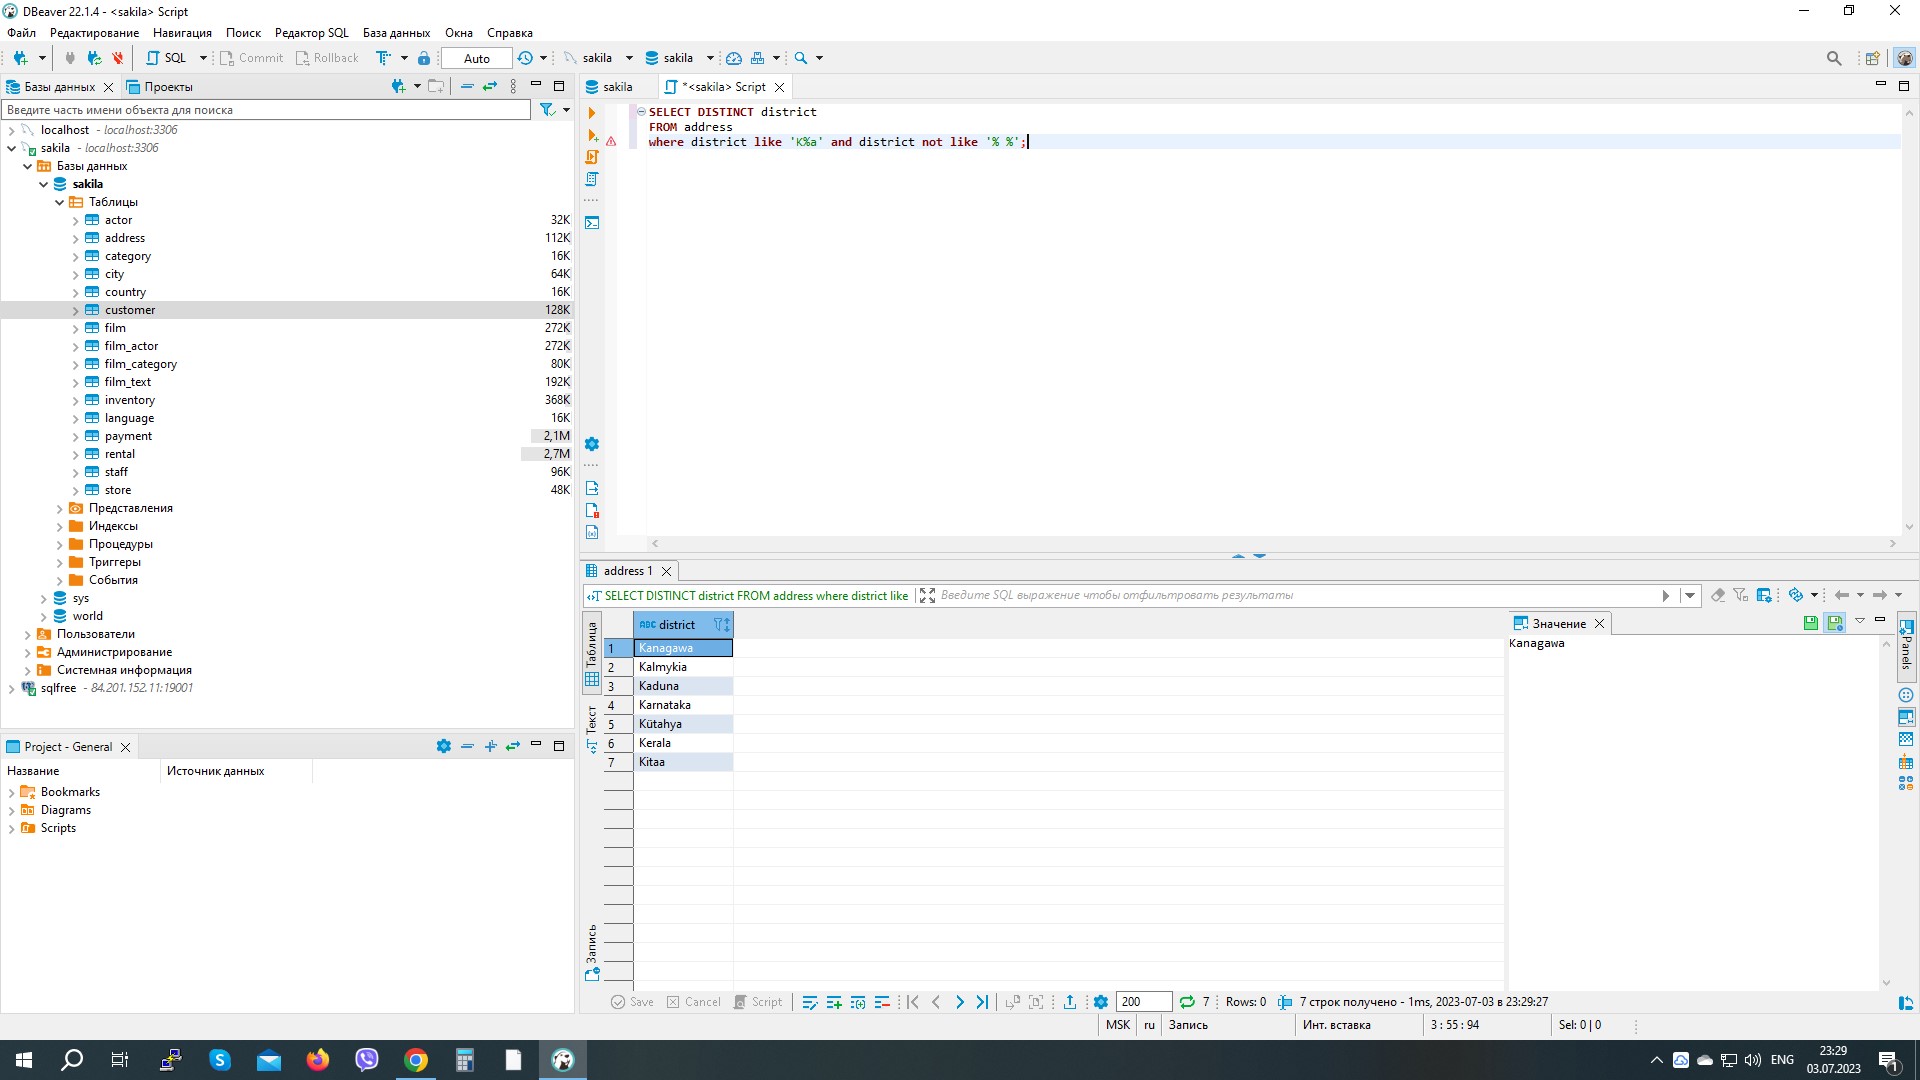 DBeaver 22.1.4 - <sakila> Script
Файл Редактирование Навигация Поиск Редактор SQL База данных Окна Справка
SQL Commit Rollback Auto sakila sakila
Базы данных Проекты
Введите часть имени объекта для поиска
localhost - localhost:3306
sakila - localhost:3306
Базы данных
sakila
Таблицы
actor 32K
address 112K
category 16K
city 64K
country 16K
customer 128K
film 272K
film_actor 272K
film_category 80K
film_text 192K
inventory 368K
language 16K
payment 2,1M
rental 2,7M
staff 96K
store 48K
Представления
Индексы
Процедуры
Триггеры
События
sys
world
Пользователи
Администрирование
Системная информация
sqlfree - 84.201.152.11:19001
Project - General
Название Источник данных
Bookmarks
Diagrams
Scripts
sakila *<sakila> Script
SELECT DISTINCT district
FROM address
where district like 'K%a' and district not like '% %';
address 1
SELECT DISTINCT district FROM address where district like Введите SQL выражение чтобы отфильтровать результаты
Таблица
Текст
Запись
ABC district
1 Kanagawa
2 Kalmykia
3 Kaduna
4 Karnataka
5 Kütahya
6 Kerala
7 Kitaa
Значение
Kanagawa
Panels
Save Cancel Script 200 7 Rows: 0 7 строк получено - 1ms, 2023-07-03 в 23:29:27
MSK ru Запись Инт. вставка 3 : 55 : 94 Sel: 0 | 0
ENG 23:29
03.07.2023
1